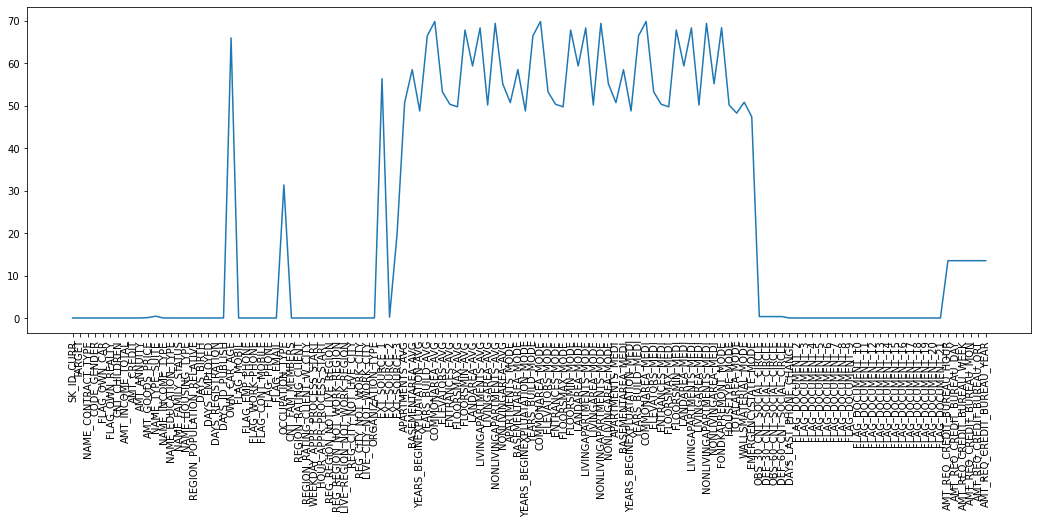 70
60
50
40
30
20
10
0
SK_ID_CURR
TARGET
NAME_CONTRACT_TYPE
CODE_GENDER
FLAG_OWN_CAR
FLAG_OWN_REALTY
CNT_CHILDREN
AMT_INCOME_TOTAL
AMT_CREDIT
AMT_ANNUITY
AMT_GOODS_PRICE
NAME_TYPE_SUITE
NAME_INCOME_TYPE
NAME_EDUCATION_TYPE
NAME_FAMILY_STATUS
NAME_HOUSING_TYPE
REGION_POPULATION_RELATIVE
DAYS_BIRTH
DAYS_EMPLOYED
DAYS_REGISTRATION
DAYS_ID_PUBLISH
OWN_CAR_AGE
FLAG_MOBIL
FLAG_EMP_PHONE
FLAG_WORK_PHONE
FLAG_CONT_MOBILE
FLAG_PHONE
FLAG_EMAIL
OCCUPATION_TYPE
CNT_FAM_MEMBERS
REGION_RATING_CLIENT
REGION_RATING_CLIENT_W_CITY
WEEKDAY_APPR_PROCESS_START
HOUR_APPR_PROCESS_START
REG_REGION_NOT_LIVE_REGION
REG_REGION_NOT_WORK_REGION
LIVE_REGION_NOT_WORK_REGION
REG_CITY_NOT_LIVE_CITY
REG_CITY_NOT_WORK_CITY
LIVE_CITY_NOT_WORK_CITY
ORGANIZATION_TYPE
EXT_SOURCE_1
EXT_SOURCE_2
EXT_SOURCE_3
APARTMENTS_AVG
BASEMENTAREA_AVG
YEARS_BEGINEXPLUATATION_AVG
YEARS_BUILD_AVG
COMMONAREA_AVG
ELEVATORS_AVG
ENTRANCES_AVG
FLOORSMAX_AVG
FLOORSMIN_AVG
LANDAREA_AVG
LIVINGAPARTMENTS_AVG
LIVINGAREA_AVG
NONLIVINGAPARTMENTS_AVG
NONLIVINGAREA_AVG
APARTMENTS_MODE
BASEMENTAREA_MODE
YEARS_BEGINEXPLUATATION_MODE
YEARS_BUILD_MODE
COMMONAREA_MODE
ELEVATORS_MODE
ENTRANCES_MODE
FLOORSMAX_MODE
FLOORSMIN_MODE
LANDAREA_MODE
LIVINGAPARTMENTS_MODE
LIVINGAREA_MODE
NONLIVINGAPARTMENTS_MODE
NONLIVINGAREA_MODE
APARTMENTS_MEDI
BASEMENTAREA_MEDI
YEARS_BEGINEXPLUATATION_MEDI
YEARS_BUILD_MEDI
COMMONAREA_MEDI
ELEVATORS_MEDI
ENTRANCES_MEDI
FLOORSMAX_MEDI
FLOORSMIN_MEDI
LANDAREA_MEDI
LIVINGAPARTMENTS_MEDI
LIVINGAREA_MEDI
NONLIVINGAPARTMENTS_MEDI
NONLIVINGAREA_MEDI
FONDKAPREMONT_MODE
HOUSETYPE_MODE
TOTALAREA_MODE
WALLSMATERIAL_MODE
EMERGENCYSTATE_MODE
OBS_30_CNT_SOCIAL_CIRCLE
DEF_30_CNT_SOCIAL_CIRCLE
OBS_60_CNT_SOCIAL_CIRCLE
DEF_60_CNT_SOCIAL_CIRCLE
DAYS_LAST_PHONE_CHANGE
FLAG_DOCUMENT_2
FLAG_DOCUMENT_3
FLAG_DOCUMENT_4
FLAG_DOCUMENT_5
FLAG_DOCUMENT_6
FLAG_DOCUMENT_7
FLAG_DOCUMENT_8
FLAG_DOCUMENT_9
FLAG_DOCUMENT_10
FLAG_DOCUMENT_11
FLAG_DOCUMENT_12
FLAG_DOCUMENT_13
FLAG_DOCUMENT_14
FLAG_DOCUMENT_15
FLAG_DOCUMENT_16
FLAG_DOCUMENT_17
FLAG_DOCUMENT_18
FLAG_DOCUMENT_19
FLAG_DOCUMENT_20
FLAG_DOCUMENT_21
AMT_REQ_CREDIT_BUREAU_HOUR
AMT_REQ_CREDIT_BUREAU_DAY
AMT_REQ_CREDIT_BUREAU_WEEK
AMT_REQ_CREDIT_BUREAU_MON
AMT_REQ_CREDIT_BUREAU_QRT
AMT_REQ_CREDIT_BUREAU_YEAR